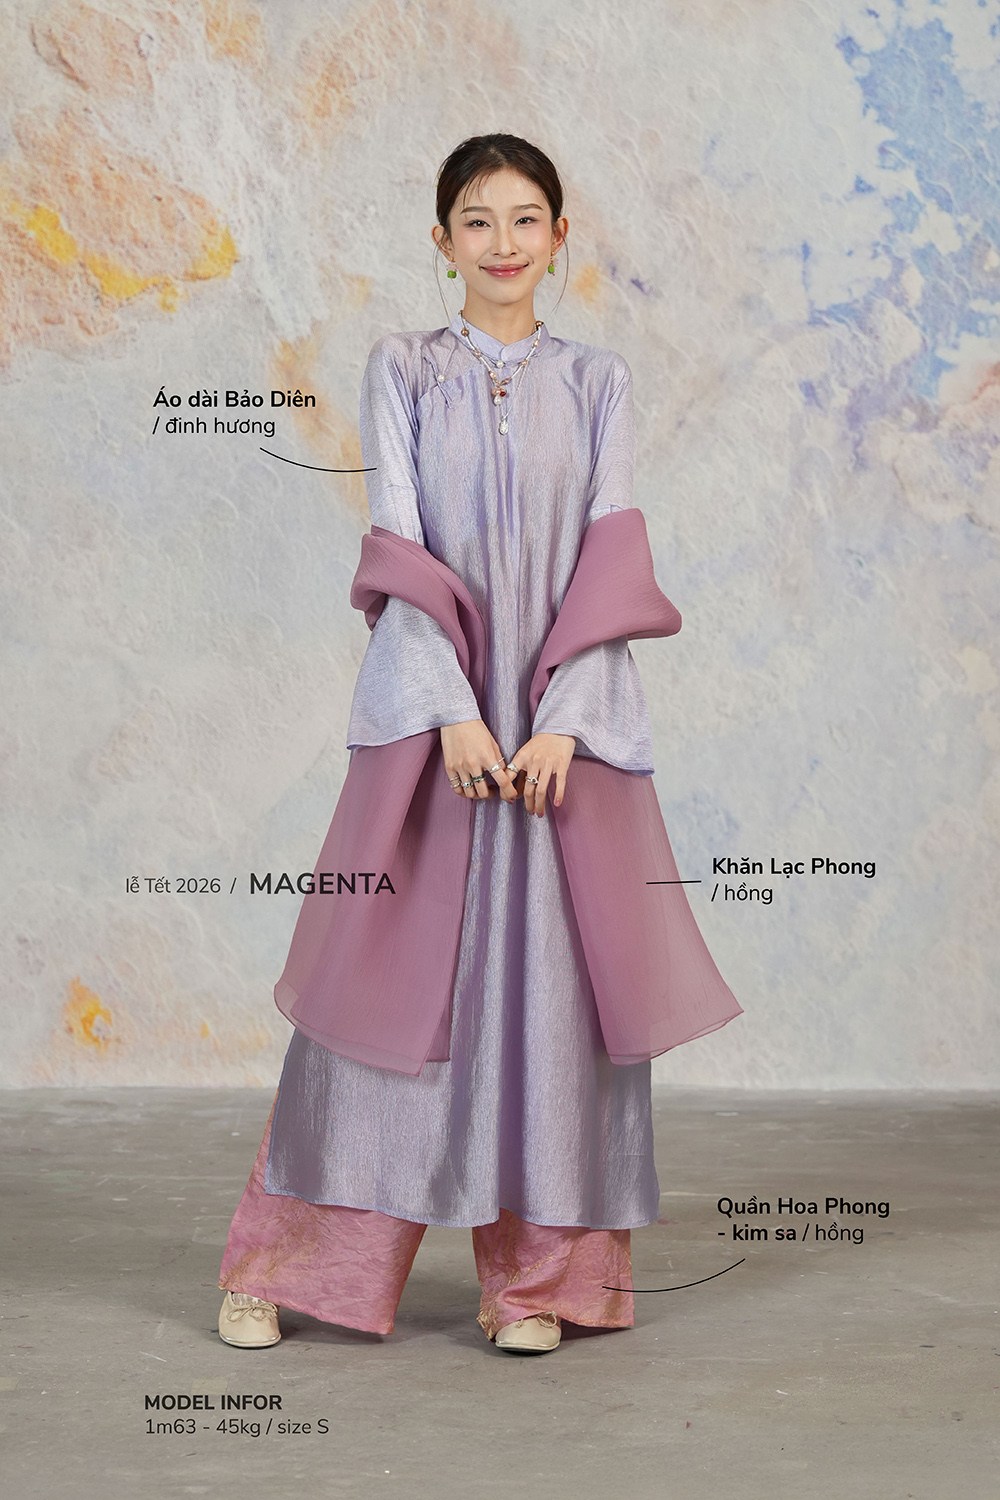 Áo dài Bảo Diên
/ đinh hương
lễ Tết 2026 / MAGENTA
Khăn Lạc Phong
/ hồng
Quần Hoa Phong
- kim sa / hồng
MODEL INFOR
1m63 - 45kg / size S